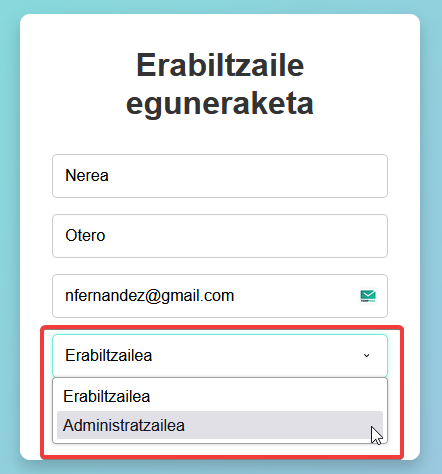 Erabiltzaile
eguneraketa
Nerea
Otero
nfernandez@gmail.com
Erabiltzailea
Erabiltzailea
Administratzailea